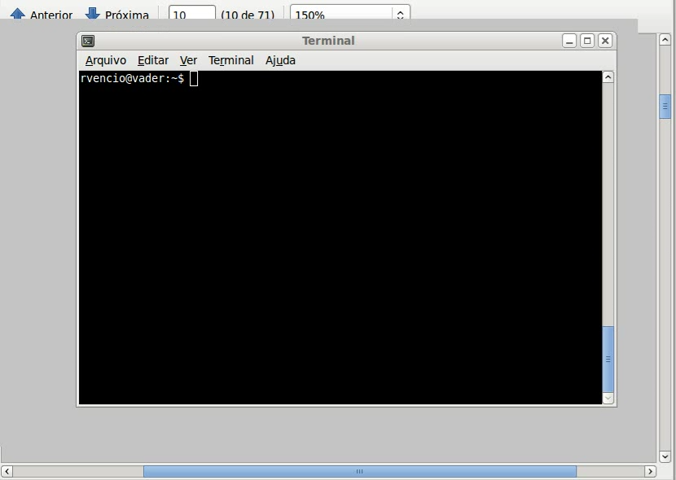 Anterior Próxima 10 (10 de 71) 150%
Terminal
Arquivo Editar Ver Terminal Ajuda
rvencio@vader:~$